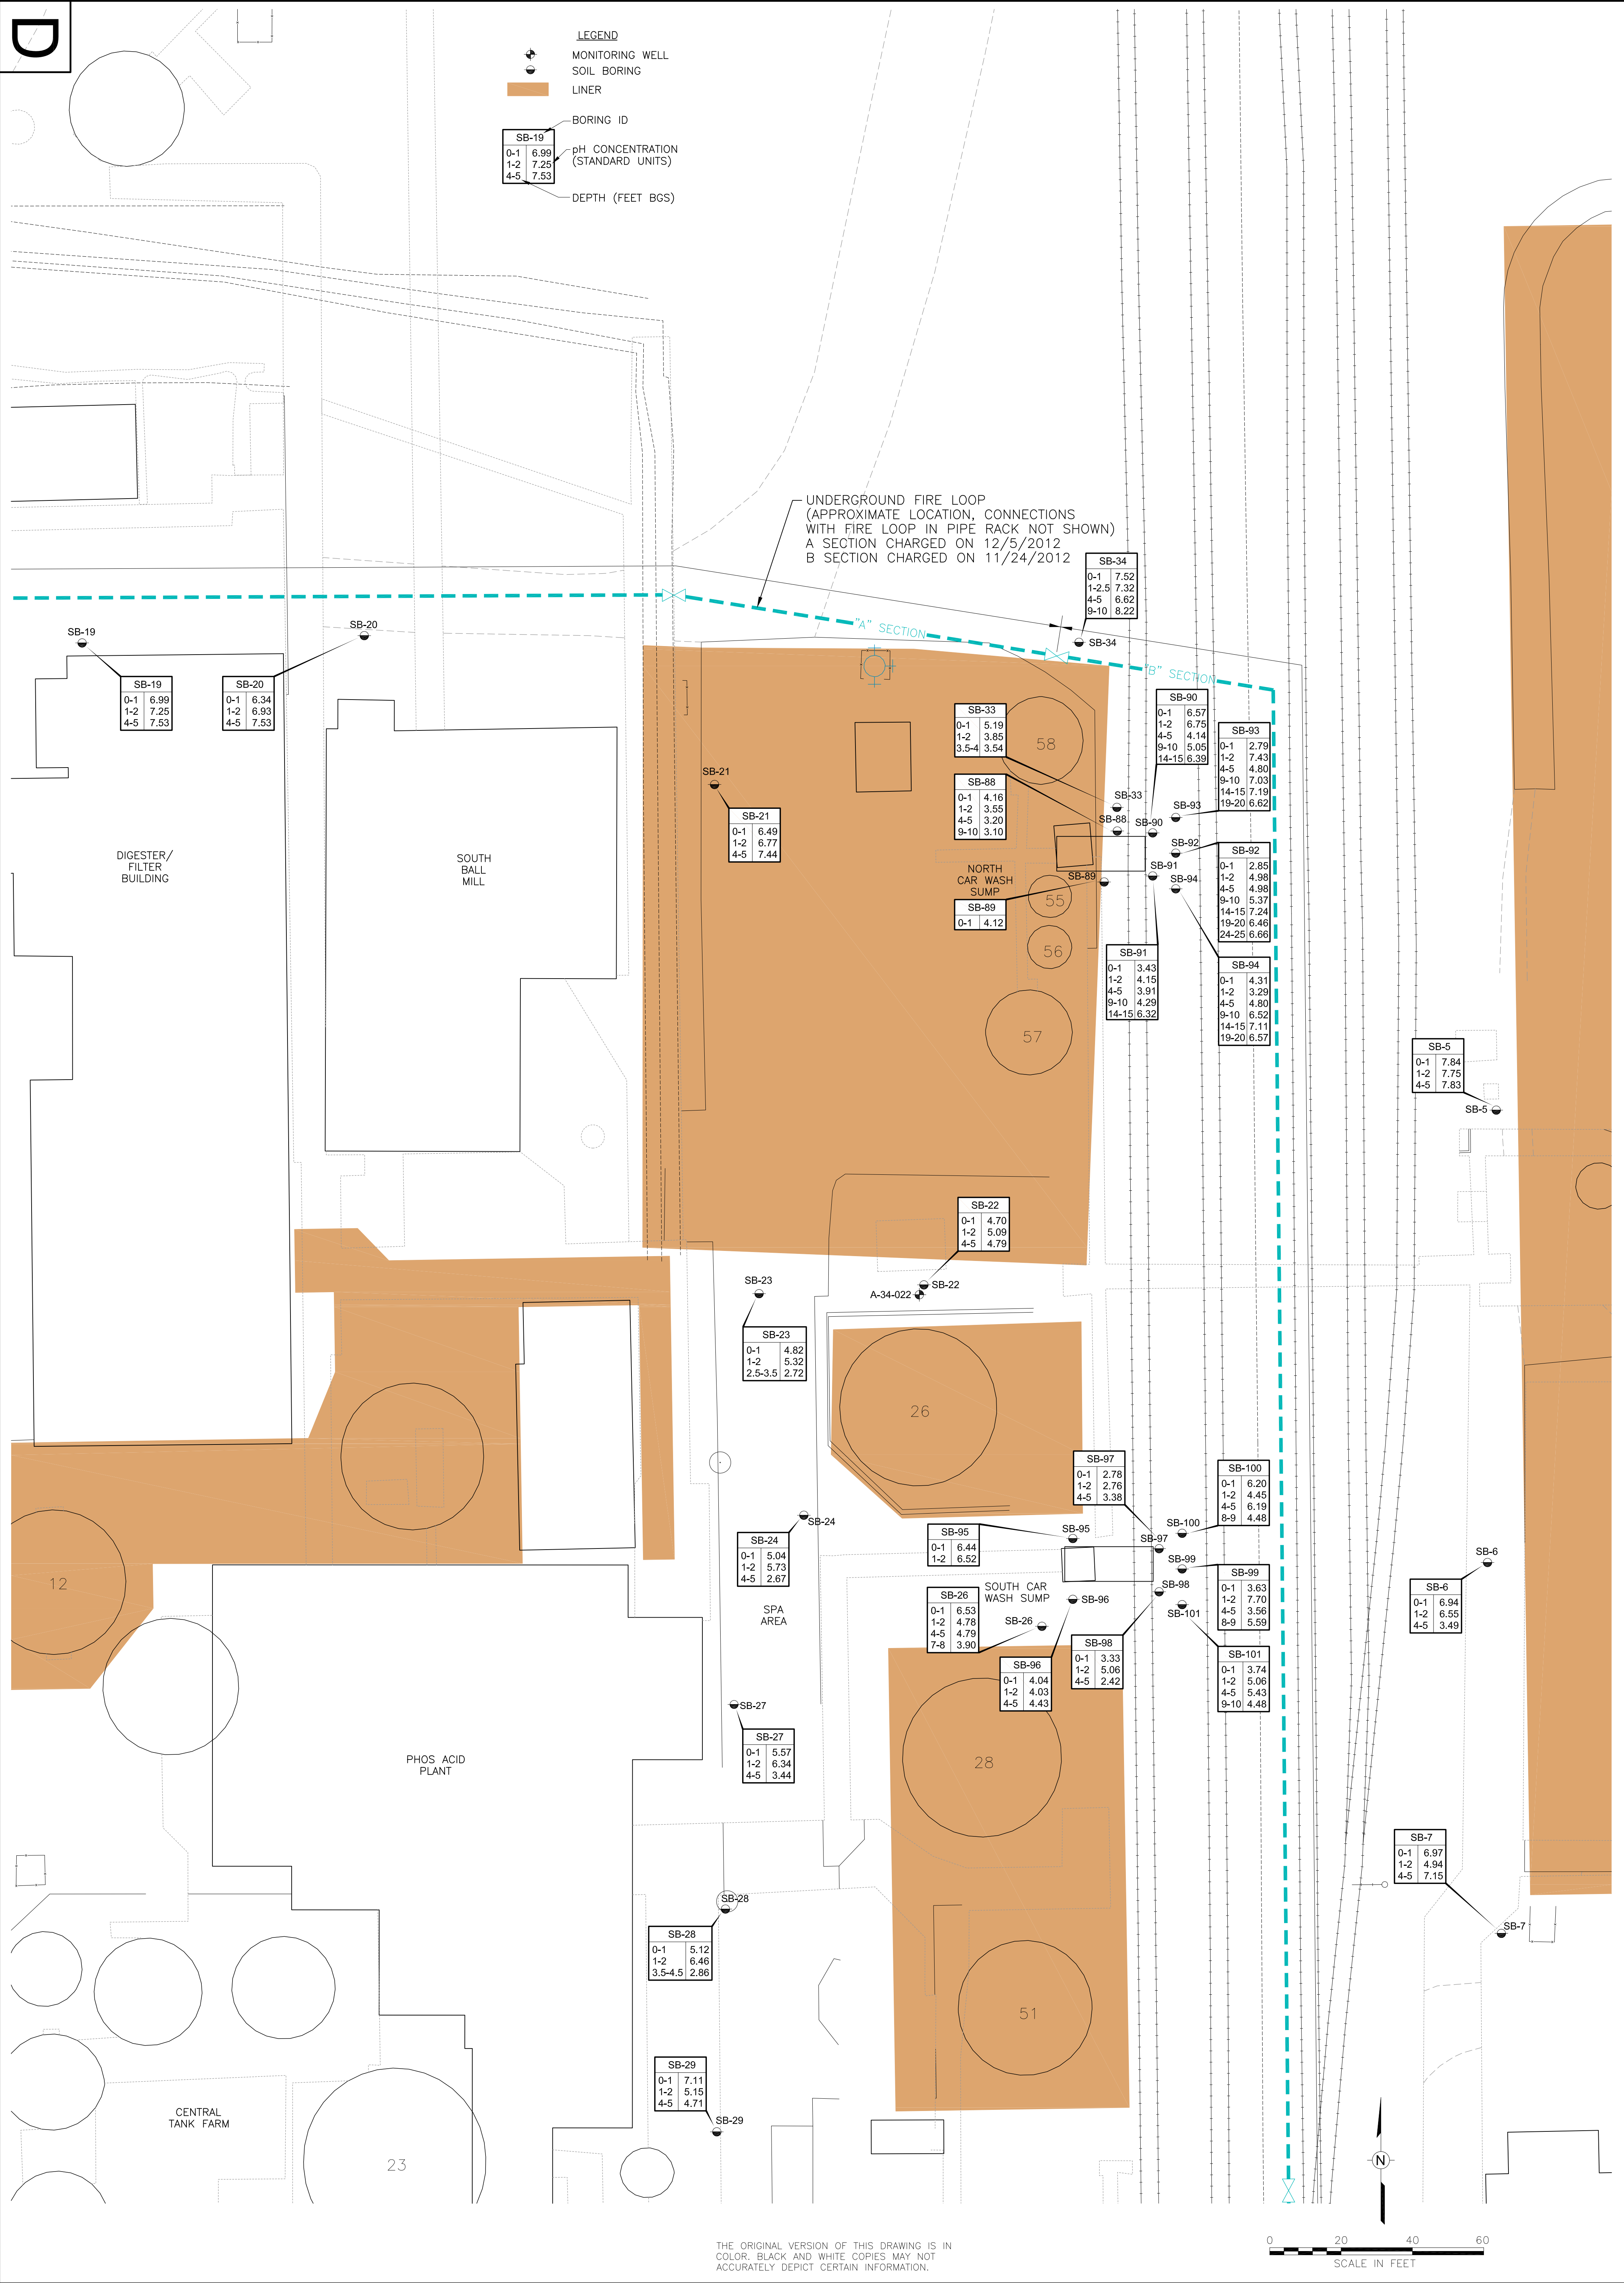 D
LEGEND
MONITORING WELL
SOIL BORING
LINER
BORING ID
SB-19
0-1 6.99
1-2 7.25
4-5 7.53
pH CONCENTRATION
(STANDARD UNITS)
DEPTH (FEET BGS)
UNDERGROUND FIRE LOOP
(APPROXIMATE LOCATION, CONNECTIONS
WITH FIRE LOOP IN PIPE RACK NOT SHOWN)
A SECTION CHARGED ON 12/5/2012
B SECTION CHARGED ON 11/24/2012
SB-34
0-1 7.52
1-2.5 7.32
4-5 6.62
9-10 8.22
SB-34
"A" SECTION
"B" SECTION
SB-19
SB-20
SB-19
0-1 6.99
1-2 7.25
4-5 7.53
SB-20
0-1 6.34
1-2 6.93
4-5 7.53
SB-33
0-1 5.19
1-2 3.85
3.5-4 3.54
58
SB-90
0-1 6.57
1-2 6.75
4-5 4.14
9-10 5.05
14-15 6.39
SB-93
0-1 2.79
1-2 7.43
4-5 4.80
9-10 7.03
14-15 7.19
19-20 6.62
SB-21
SB-21
0-1 6.49
1-2 6.77
4-5 7.44
SB-88
0-1 4.16
1-2 3.55
4-5 3.20
9-10 3.10
SB-33
SB-88
SB-90
SB-93
SB-92
SB-91
SB-94
SB-89
SB-92
0-1 2.85
1-2 4.98
4-5 4.98
9-10 5.37
14-15 7.24
19-20 6.46
24-25 6.66
DIGESTER/
FILTER
BUILDING
SOUTH
BALL
MILL
NORTH
CAR WASH
SUMP
SB-89
0-1 4.12
55
56
57
SB-91
0-1 3.43
1-2 4.15
4-5 3.91
9-10 4.29
14-15 6.32
SB-94
0-1 4.31
1-2 3.29
4-5 4.80
9-10 6.52
14-15 7.11
19-20 6.57
SB-5
0-1 7.84
1-2 7.75
4-5 7.83
SB-5
SB-22
0-1 4.70
1-2 5.09
4-5 4.79
SB-22
A-34-022
SB-23
SB-23
0-1 4.82
1-2 5.32
2.5-3.5 2.72
26
SB-97
0-1 2.78
1-2 2.76
4-5 3.38
SB-100
0-1 6.20
1-2 4.45
4-5 6.19
8-9 4.48
SB-24
SB-24
0-1 5.04
1-2 5.73
4-5 2.67
SB-95
0-1 6.44
1-2 6.52
SB-95
SB-97
SB-100
SB-99
SB-98
SB-101
SB-96
SB-99
0-1 3.63
1-2 7.70
4-5 3.56
8-9 5.59
SB-6
SB-6
0-1 6.94
1-2 6.55
4-5 3.49
12
SPA
AREA
SB-26
0-1 6.53
1-2 4.78
4-5 4.79
7-8 3.90
SOUTH CAR
WASH SUMP
SB-26
SB-96
0-1 4.04
1-2 4.03
4-5 4.43
SB-98
0-1 3.33
1-2 5.06
4-5 2.42
SB-101
0-1 3.74
1-2 5.06
4-5 5.43
9-10 4.48
SB-27
SB-27
0-1 5.57
1-2 6.34
4-5 3.44
PHOS ACID
PLANT
28
SB-7
0-1 6.97
1-2 4.94
4-5 7.15
SB-7
SB-28
SB-28
0-1 5.12
1-2 6.46
3.5-4.5 2.86
51
SB-29
0-1 7.11
1-2 5.15
4-5 4.71
SB-29
CENTRAL
TANK FARM
23
N
0 20 40 60
SCALE IN FEET
THE ORIGINAL VERSION OF THIS DRAWING IS IN
COLOR. BLACK AND WHITE COPIES MAY NOT
ACCURATELY DEPICT CERTAIN INFORMATION.